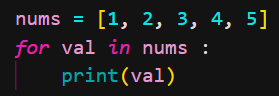 nums = [1, 2, 3, 4, 5]
for val in nums :
    print(val)